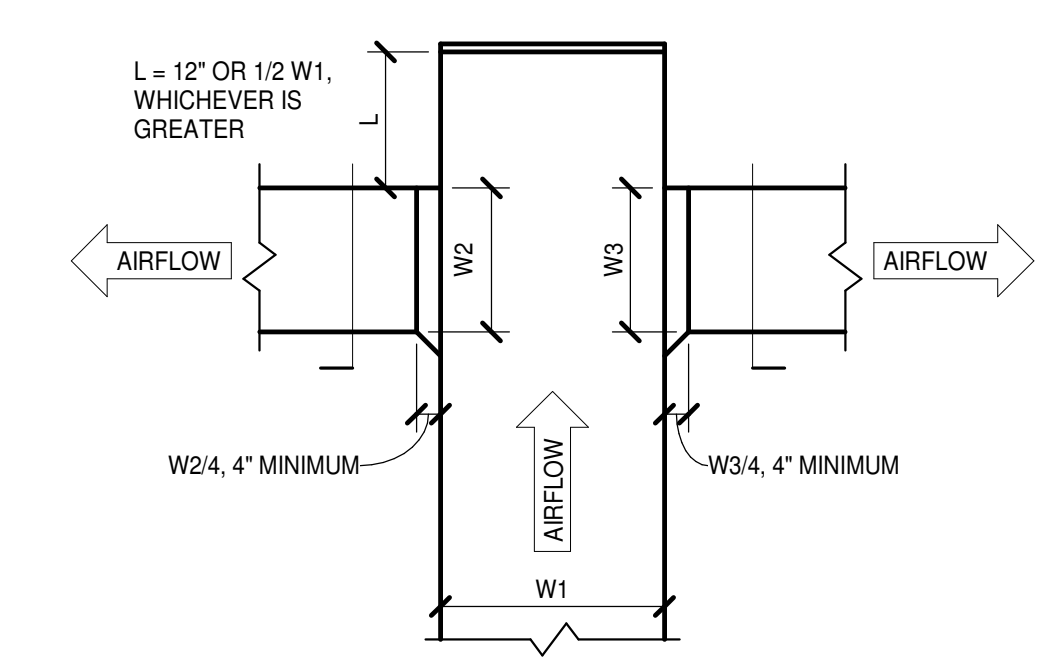 L = 12" OR 1/2 W1,
WHICHEVER IS
GREATER
L
AIRFLOW
W2
W3
AIRFLOW
W2/4, 4" MINIMUM
W3/4, 4" MINIMUM
AIRFLOW
W1